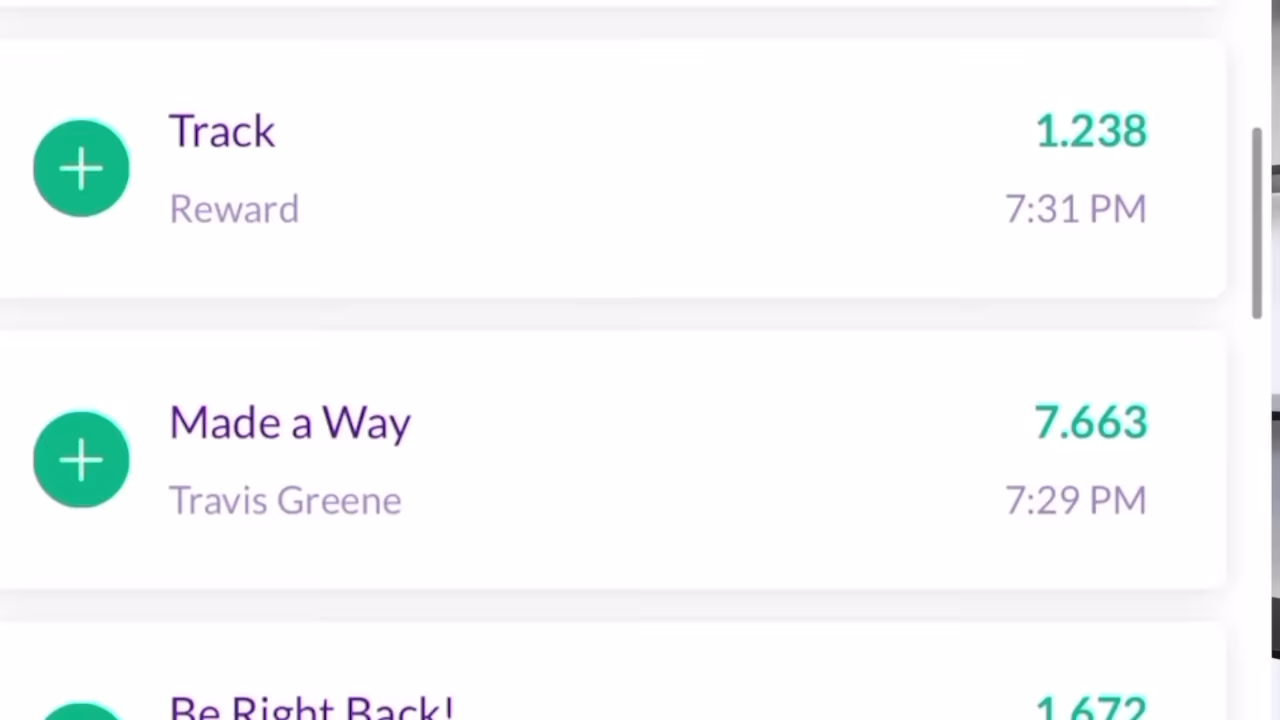 Track
1.238
Reward
7:31 PM
Made a Way
7.663
Travis Greene
7:29 PM
Be Right Back!
1.672